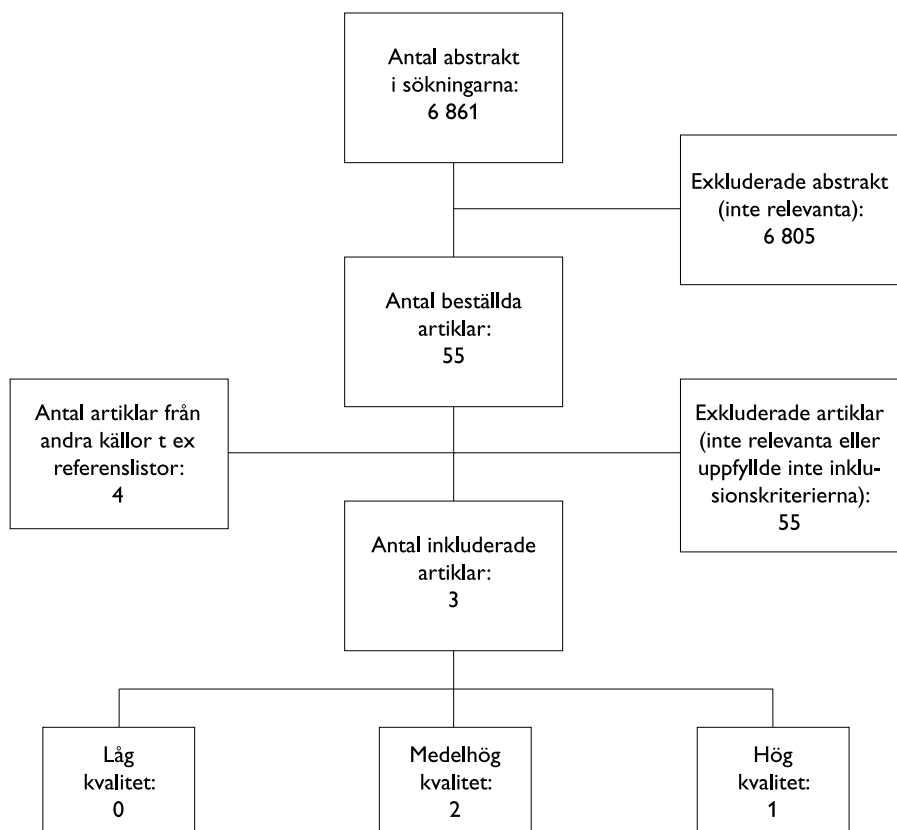 Antal abstrakt
i sökningarna:
6 861
Exkluderade abstrakt
(inte relevanta):
6 805
Antal beställda
artiklar:
55
Antal artiklar från
andra källor t ex
referenslistor:
4
Exkluderade artiklar
(inte relevanta eller
uppfyllde inte inklu-
sionskriterierna):
55
Antal inkluderade
artiklar:
3
Låg
kvalitet:
0
Medelhög
kvalitet:
2
Hög
kvalitet:
1